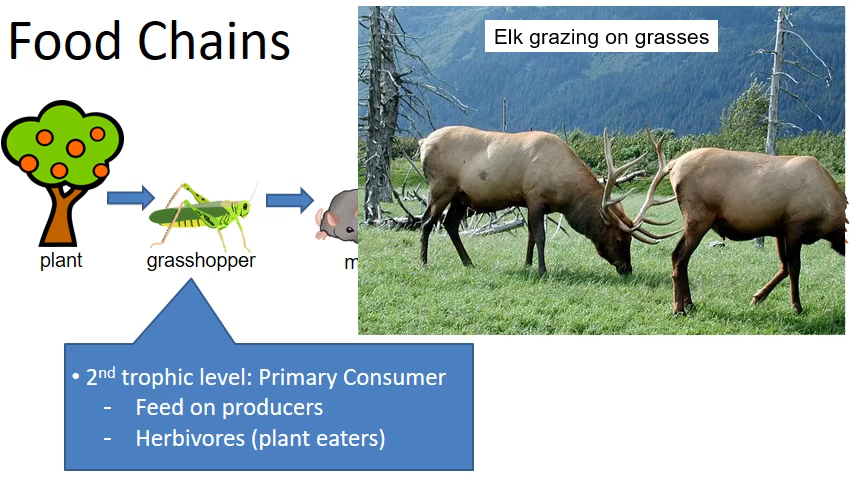 Food Chains
Elk grazing on grasses
plant
grasshopper
m
• 2nd trophic level: Primary Consumer
- Feed on producers
- Herbivores (plant eaters)